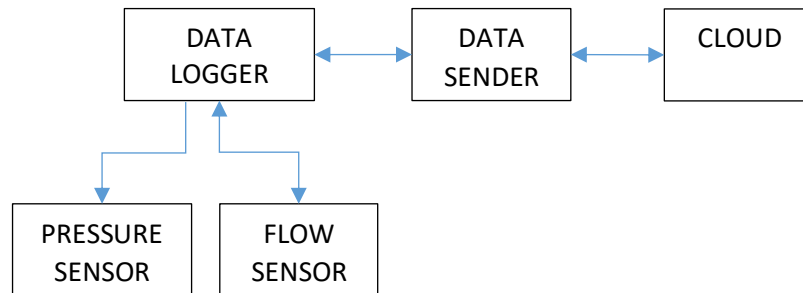 DATA
LOGGER
DATA
SENDER
CLOUD
PRESSURE
SENSOR
FLOW
SENSOR